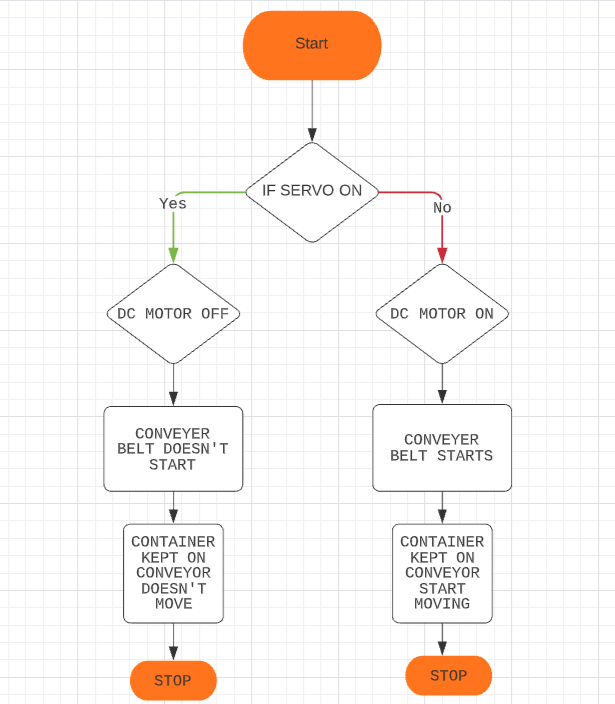 Start
IF SERVO ON
Yes
No
DC MOTOR OFF
DC MOTOR ON
CONVEYER
BELT DOESN'T
START
CONVEYER
BELT STARTS
CONTAINER
KEPT ON
CONVEYOR
DOESN'T
MOVE
CONTAINER
KEPT ON
CONVEYOR
START
MOVING
STOP
STOP